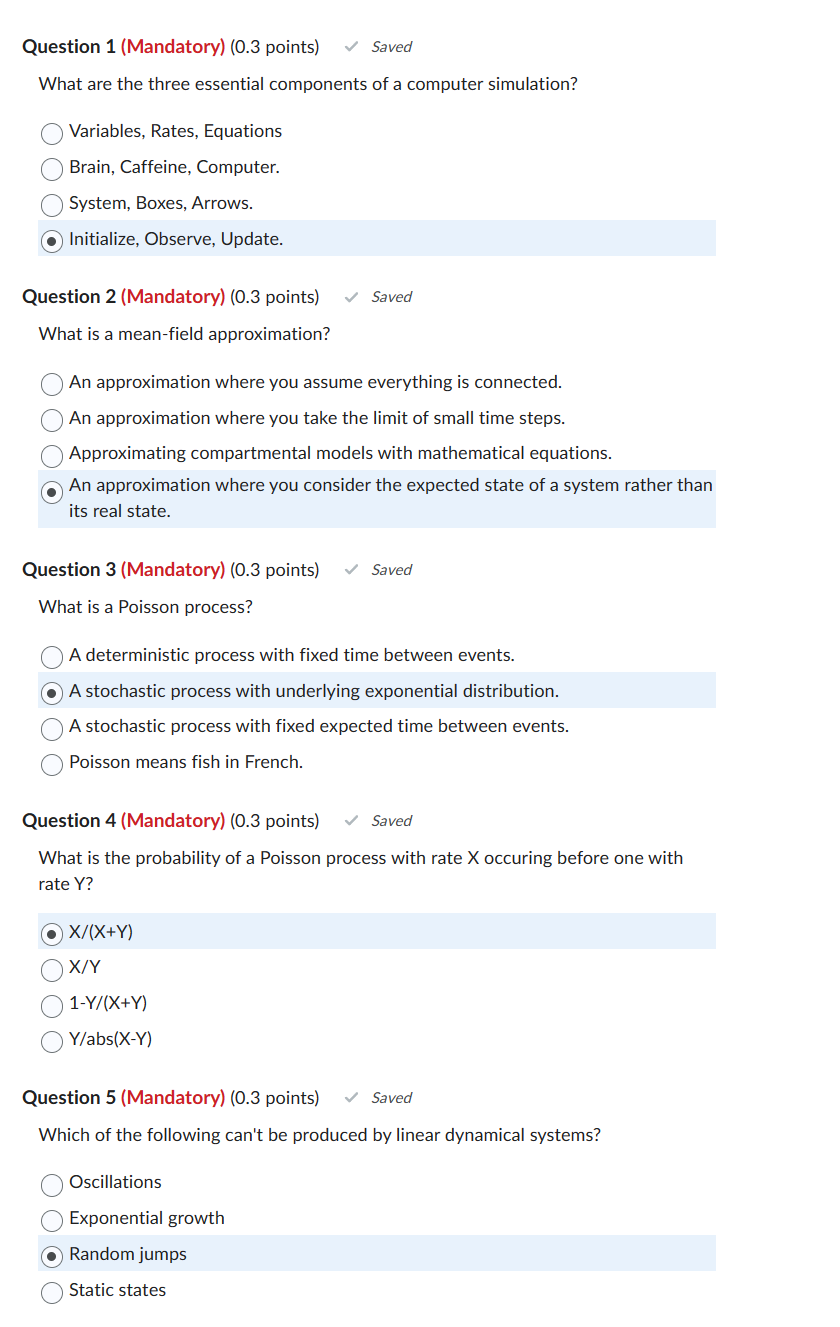 Question 1 (Mandatory) (0.3 points) Saved
What are the three essential components of a computer simulation?
Variables, Rates, Equations
Brain, Caffeine, Computer.
System, Boxes, Arrows.
Initialize, Observe, Update.
Question 2 (Mandatory) (0.3 points) Saved
What is a mean-field approximation?
An approximation where you assume everything is connected.
An approximation where you take the limit of small time steps.
Approximating compartmental models with mathematical equations.
An approximation where you consider the expected state of a system rather than
its real state.
Question 3 (Mandatory) (0.3 points) Saved
What is a Poisson process?
A deterministic process with fixed time between events.
A stochastic process with underlying exponential distribution.
A stochastic process with fixed expected time between events.
Poisson means fish in French.
Question 4 (Mandatory) (0.3 points) Saved
What is the probability of a Poisson process with rate X occuring before one with
rate Y?
X/(X+Y)
X/Y
1-Y/(X+Y)
Y/abs(X-Y)
Question 5 (Mandatory) (0.3 points) Saved
Which of the following can't be produced by linear dynamical systems?
Oscillations
Exponential growth
Random jumps
Static states